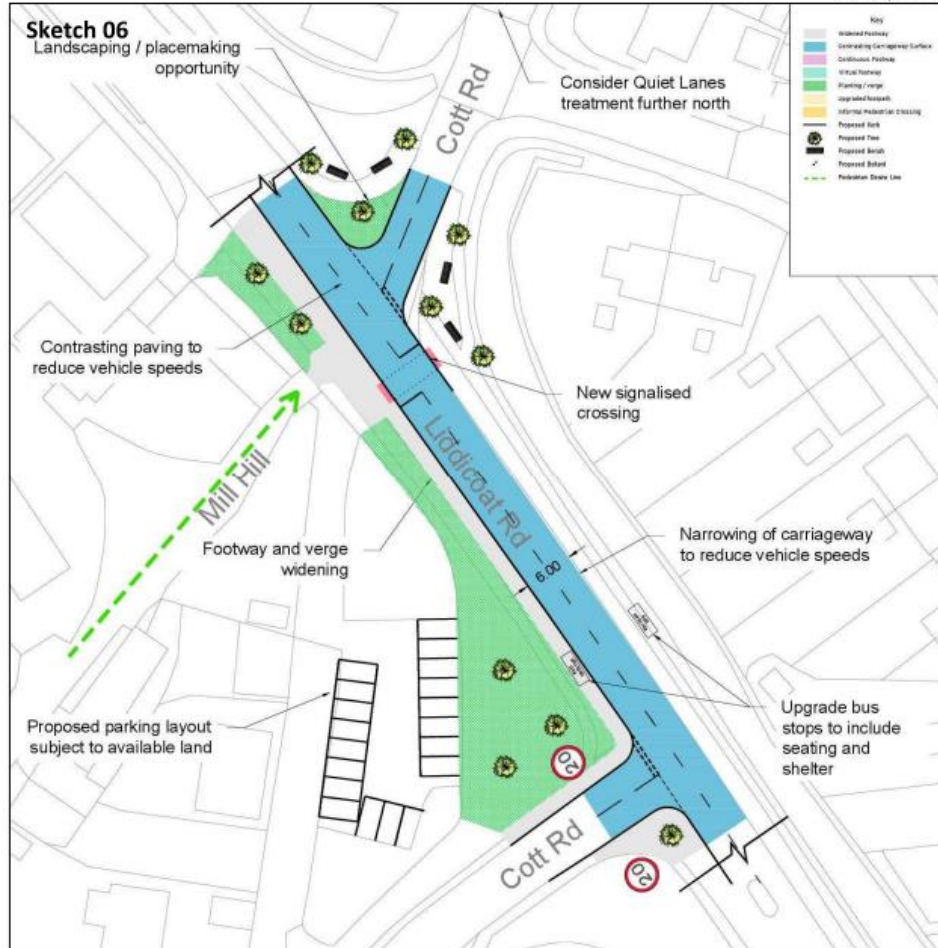 Sketch 06
Landscaping / placemaking
opportunity
Cott Rd
Consider Quiet Lanes
treatment further north
Key
Widened Footway
Contrasting Carriageway Surface
Continuous Footway
Virtual Footway
Planting / verge
Upgraded footpath
Informal Pedestrian Crossing
Proposed Kerb
Proposed Tree
Proposed Bench
Proposed Bollard
Pedestrian Desire Line
Contrasting paving to
reduce vehicle speeds
New signalised
crossing
Mill Hill
Liddicoat Rd
Footway and verge
widening
Narrowing of carriageway
to reduce vehicle speeds
6.00
Proposed parking layout
subject to available land
Upgrade bus
stops to include
seating and
shelter
20
Cott Rd
20